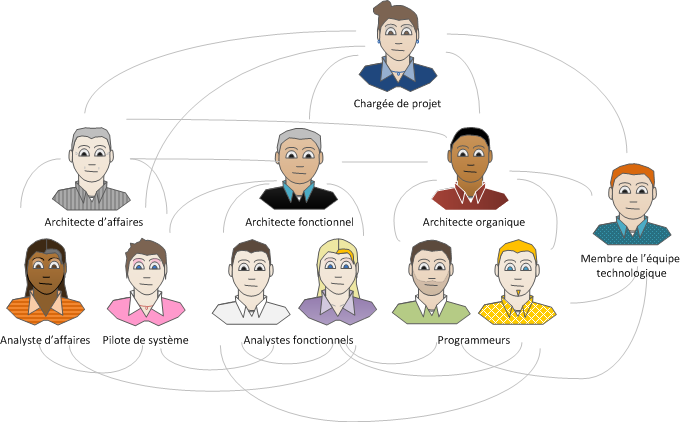 Chargée de projet
Architecte d'affaires
Architecte fonctionnel
Architecte organique
Membre de l'équipe
technologique
Analyste d'affaires
Pilote de système
Analystes fonctionnels
Programmeurs